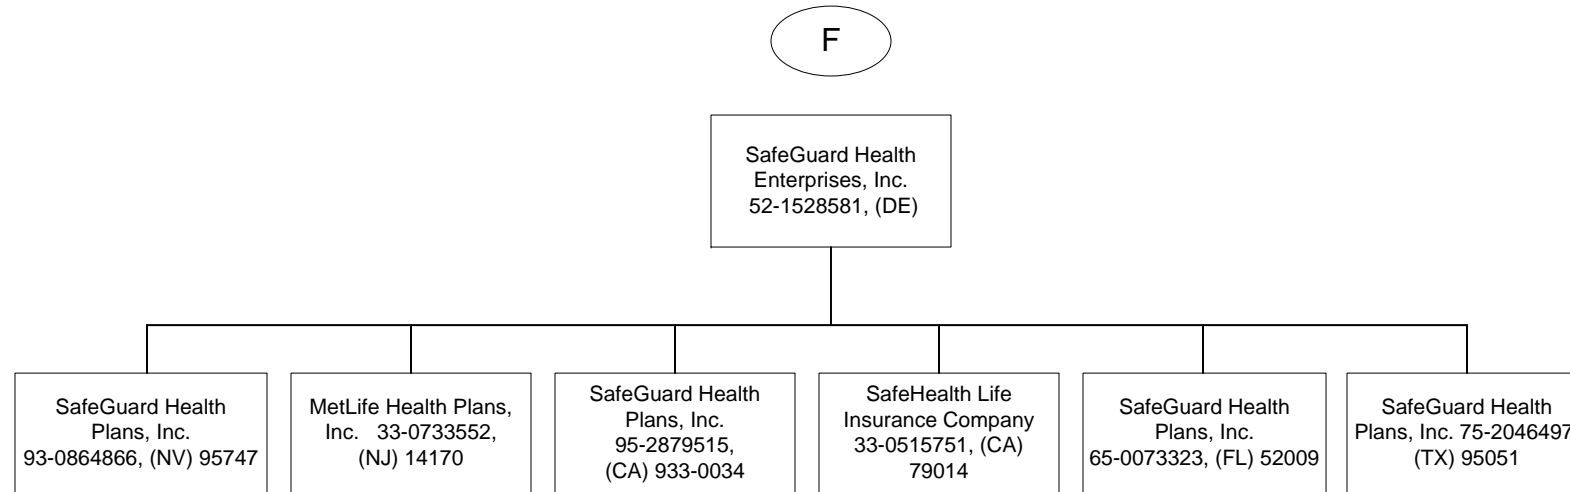 F
SafeGuard Health
Enterprises, Inc.
52-1528581, (DE)
SafeGuard Health
Plans, Inc.
93-0864866, (NV) 95747
MetLife Health Plans,
Inc. 33-0733552,
(NJ) 14170
SafeGuard Health
Plans, Inc.
95-2879515,
(CA) 933-0034
SafeHealth Life
Insurance Company
33-0515751, (CA)
79014
SafeGuard Health
Plans, Inc.
65-0073323, (FL) 52009
SafeGuard Health
Plans, Inc. 75-2046497
(TX) 95051